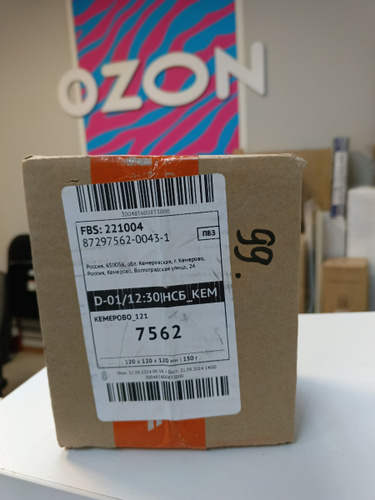 OZON
300485600X55000
FBS: 221004
87297562-0043-1
ПВЗ
Россия, 650056, обл. Кемеровская, г. Кемерово,
Россия, Кемерово, Волгоградская улица, 24
D-01/12:30|НСБ_КЕМ
КЕМЕРОВО_121
7562
120 x 120 x 120 мм | 150 г
99.